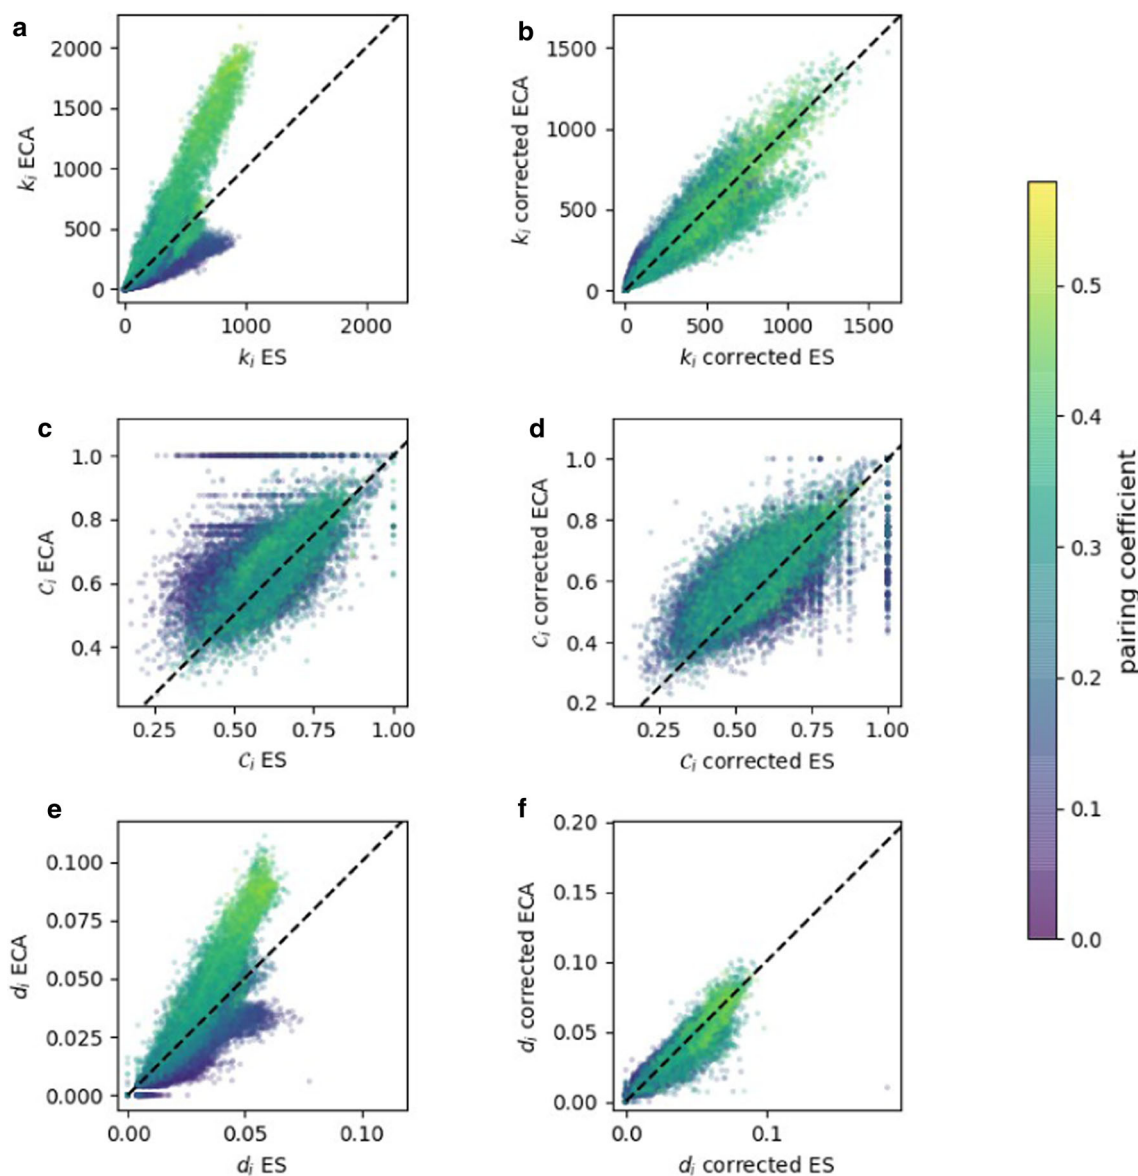 a
2000
1500
1000
500
0
k_i ECA
0 1000 2000
k_i ES
b
1500
1000
500
0
k_i corrected ECA
0 500 1000 1500
k_i corrected ES
c
1.0
0.8
0.6
0.4
C_i ECA
0.25 0.50 0.75 1.00
C_i ES
d
1.0
0.8
0.6
0.4
0.2
C_i corrected ECA
0.25 0.50 0.75 1.00
C_i corrected ES
e
0.100
0.075
0.050
0.025
0.000
d_i ECA
0.00 0.05 0.10
d_i ES
f
0.20
0.15
0.10
0.05
0.00
d_i corrected ECA
0.0 0.1
d_i corrected ES
0.5
0.4
0.3
0.2
0.1
0.0
pairing coefficient